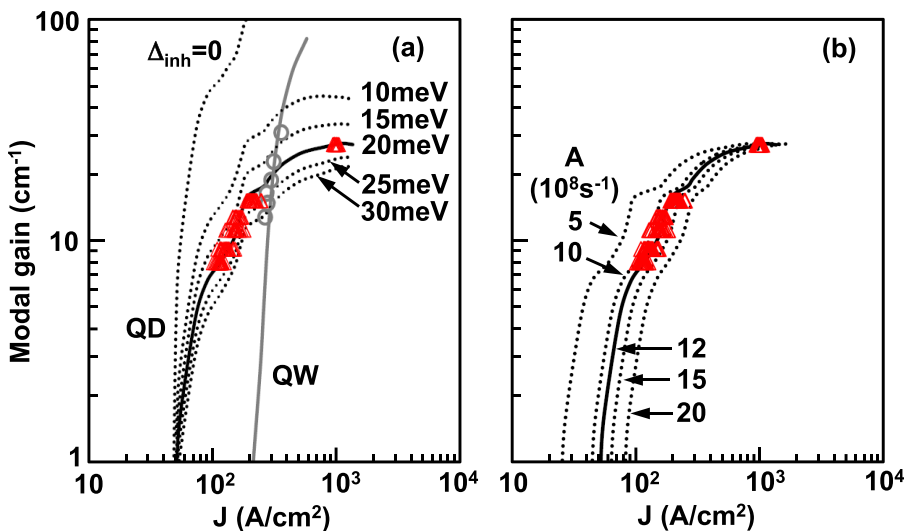 100
10
1
Modal gain (cm⁻¹)
Δinh=0
(a)
10meV
15meV
20meV
25meV
30meV
QD
QW
10
10²
10³
10⁴
J (A/cm²)
(b)
A
(10⁸s⁻¹)
5
10
12
15
20
10
10²
10³
10⁴
J (A/cm²)